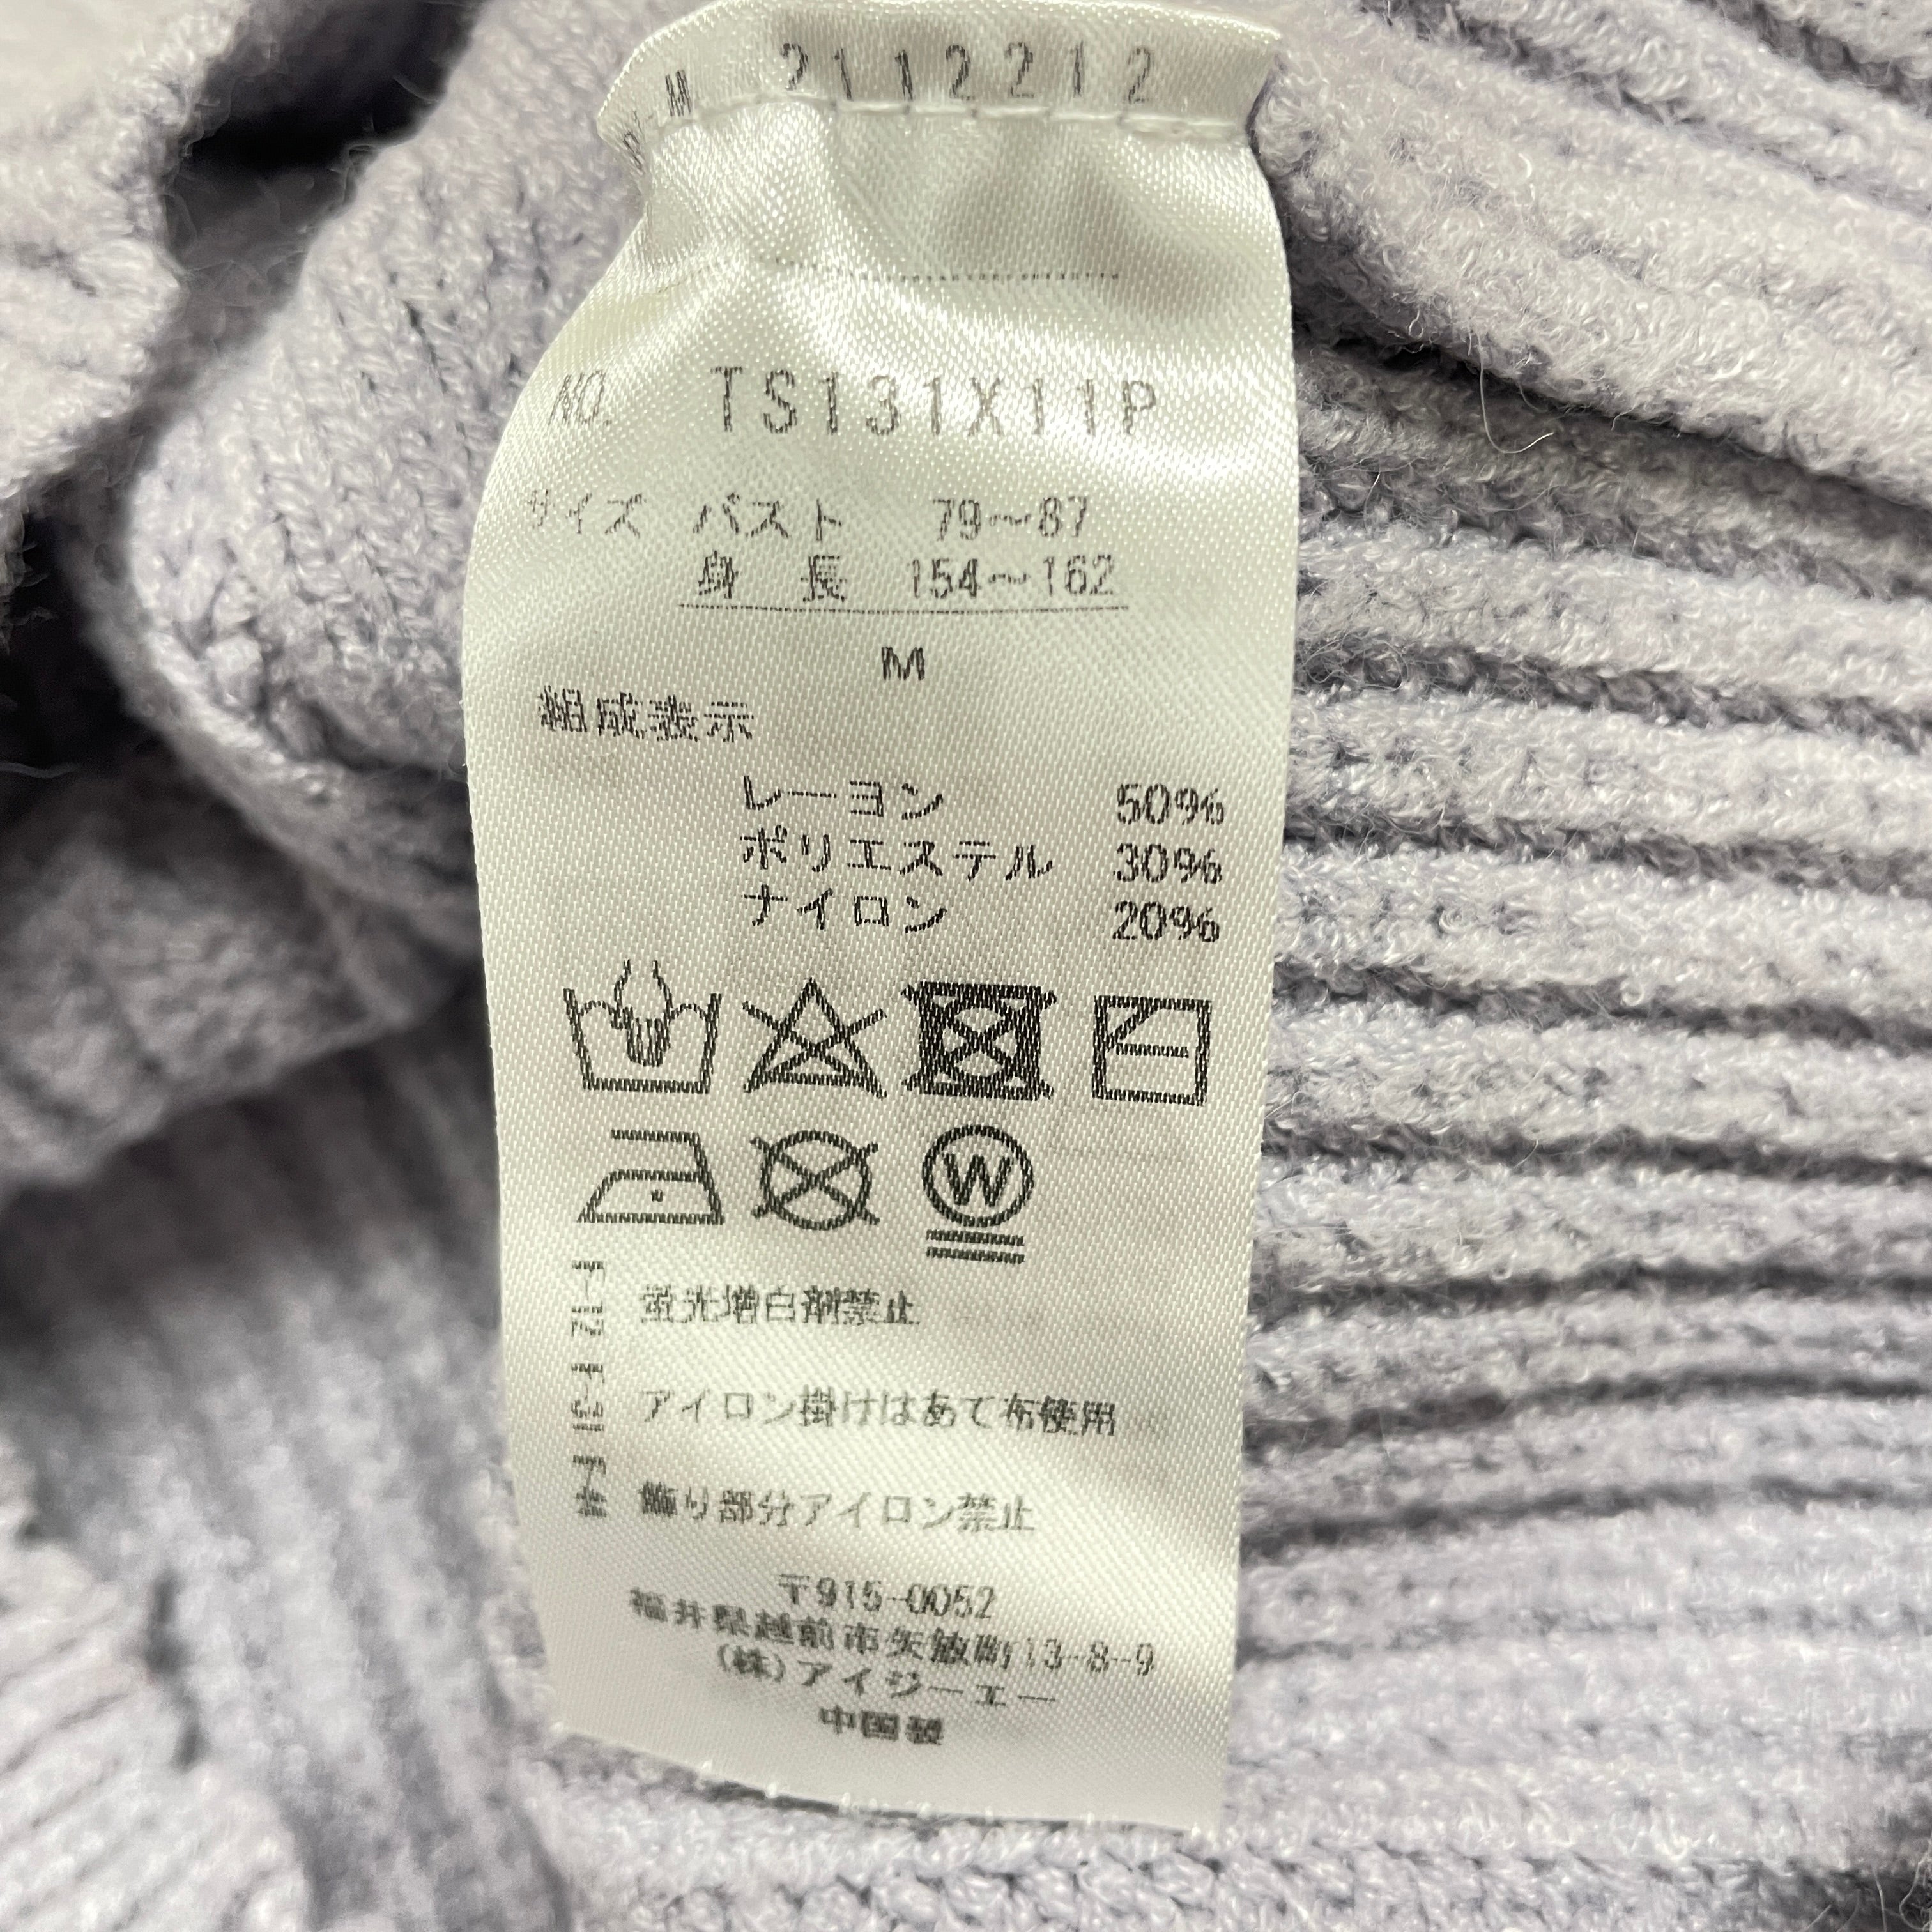 M 2112212
NO. TS131X11P
サイズ バスト 79～87
身 長 154～162
M
組成表示
レーヨン 50%
ポリエステル 30%
ナイロン 20%
W
F-12 F-31 F-44
蛍光増白剤禁止
アイロン掛けはあて布使用
飾り部分アイロン禁止
〒915-0052
福井県越前市矢放町13-8-9
(株)アイジーエー
中国製